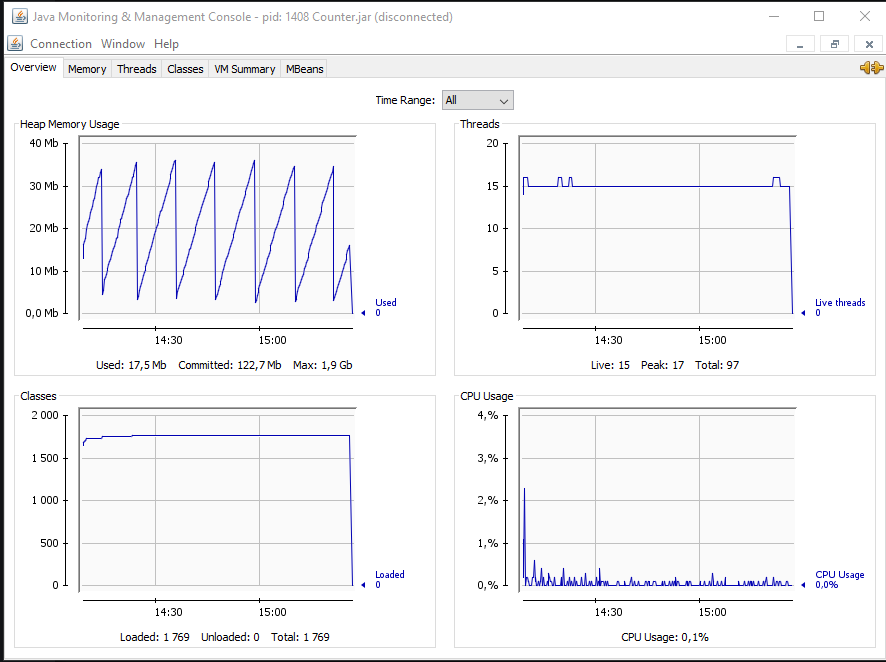 Java Monitoring & Management Console - pid: 1408 Counter.jar (disconnected)
Connection Window Help
Overview Memory Threads Classes VM Summary MBeans
Time Range: All
Heap Memory Usage
40 Mb
30 Mb
20 Mb
10 Mb
0,0 Mb
Used
0
14:30 15:00
Used: 17,5 Mb Committed: 122,7 Mb Max: 1,9 Gb
Threads
20
15
10
5
0
Live threads
0
14:30 15:00
Live: 15 Peak: 17 Total: 97
Classes
2 000
1 500
1 000
500
0
Loaded
0
14:30 15:00
Loaded: 1 769 Unloaded: 0 Total: 1 769
CPU Usage
4,%
3,%
2,%
1,%
0,%
CPU Usage
0,0%
14:30 15:00
CPU Usage: 0,1%